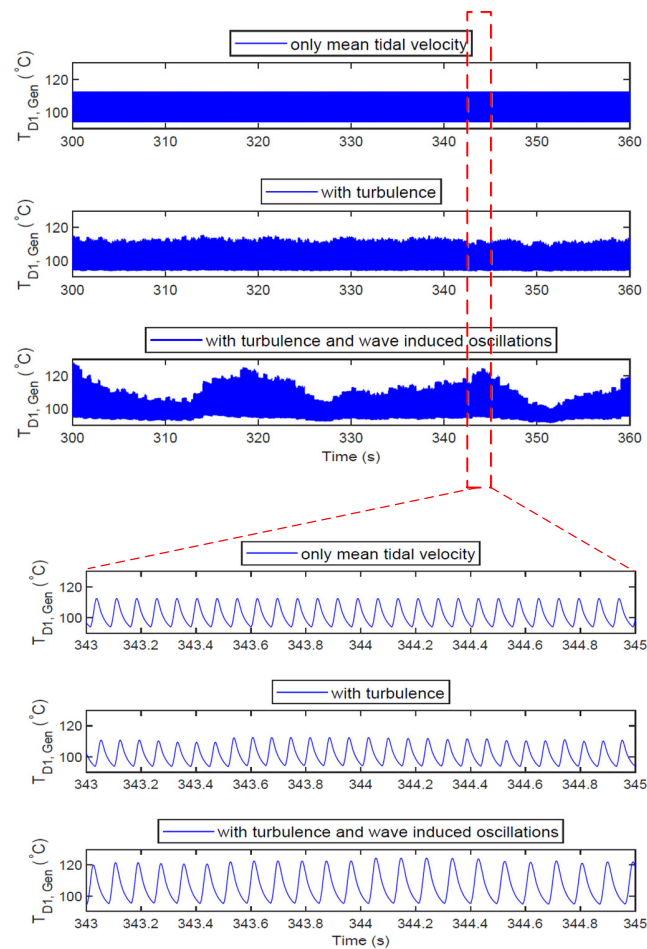 only mean tidal velocity
T_D1, Gen (°C)
120
100
300 310 320 330 340 350 360
with turbulence
T_D1, Gen (°C)
120
100
300 310 320 330 340 350 360
with turbulence and wave induced oscillations
T_D1, Gen (°C)
120
100
300 310 320 330 340 350 360
Time (s)
only mean tidal velocity
T_D1, Gen (°C)
120
100
343 343.2 343.4 343.6 343.8 344 344.2 344.4 344.6 344.8 345
with turbulence
T_D1, Gen (°C)
120
100
343 343.2 343.4 343.6 343.8 344 344.2 344.4 344.6 344.8 345
with turbulence and wave induced oscillations
T_D1, Gen (°C)
120
100
343 343.2 343.4 343.6 343.8 344 344.2 344.4 344.6 344.8 345
Time (s)